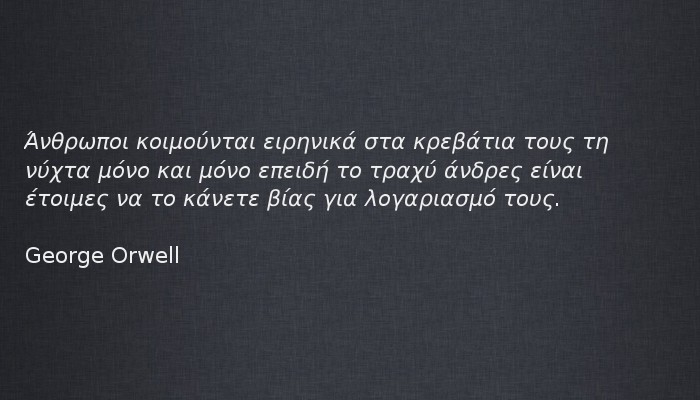 Άνθρωποι κοιμούνται ειρηνικά στα κρεβάτια τους τη
νύχτα μόνο και μόνο επειδή το τραχύ άνδρες είναι
έτοιμες να το κάνετε βίας για λογαριασμό τους.
George Orwell